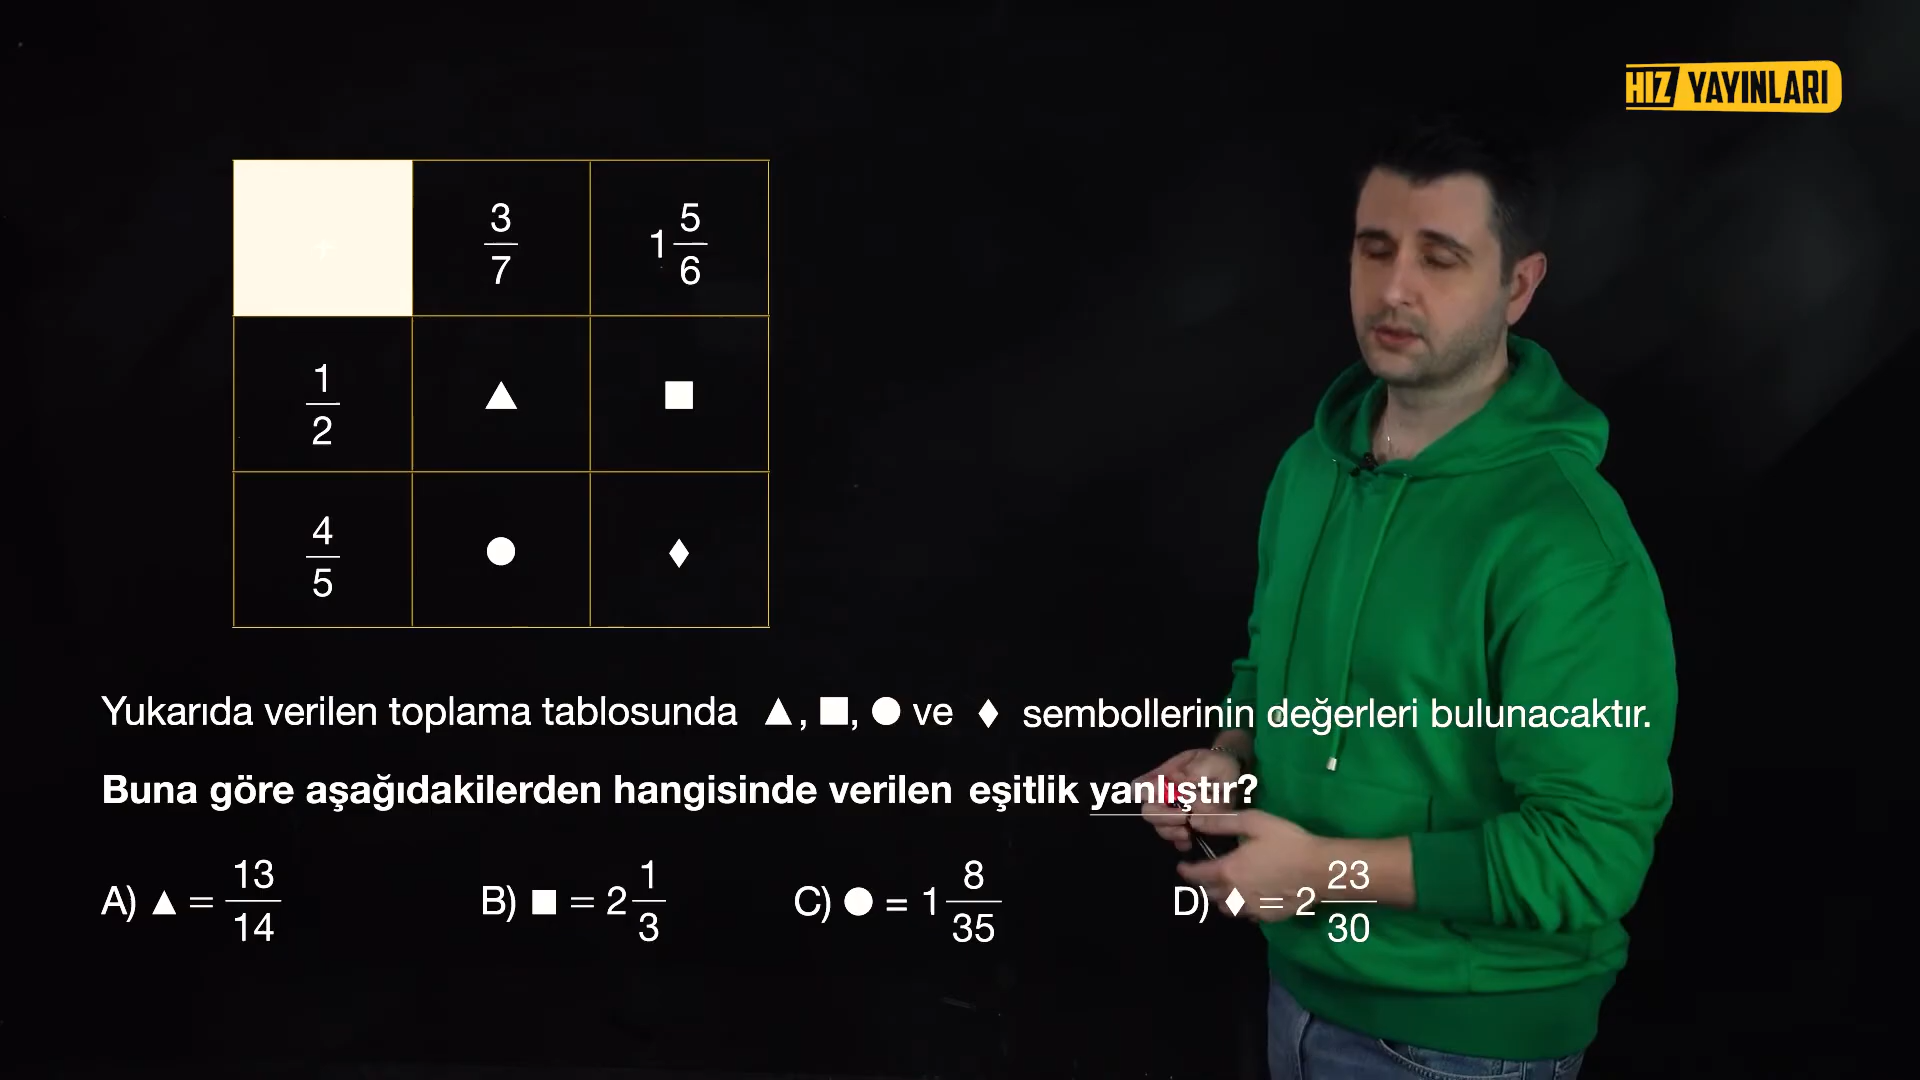 HIZ YAYINLARI
+ 3/7 1 5/6
1/2 ▲ ■
4/5 ● ♦
Yukarıda verilen toplama tablosunda ▲, ■, ● ve ♦ sembollerinin değerleri bulunacaktır.
Buna göre aşağıdakilerden hangisinde verilen eşitlik yanlıştır?
A) ▲ = 13/14 B) ■ = 2 1/3 C) ● = 1 8/35 D) ♦ = 2 23/30